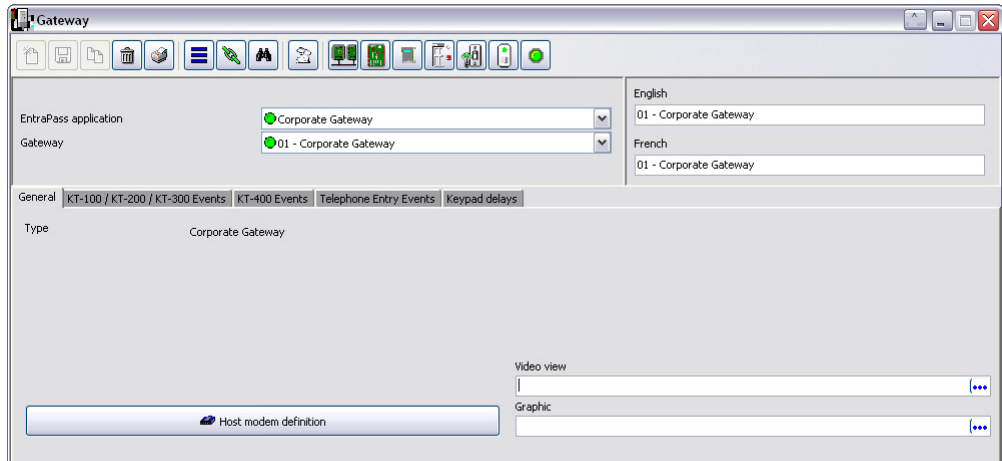 Gateway
English
EntraPass application
Corporate Gateway
01 - Corporate Gateway
Gateway
01 - Corporate Gateway
French
01 - Corporate Gateway
General
KT-100 / KT-200 / KT-300 Events
KT-400 Events
Telephone Entry Events
Keypad delays
Type
Corporate Gateway
Video view
Graphic
Host modem definition